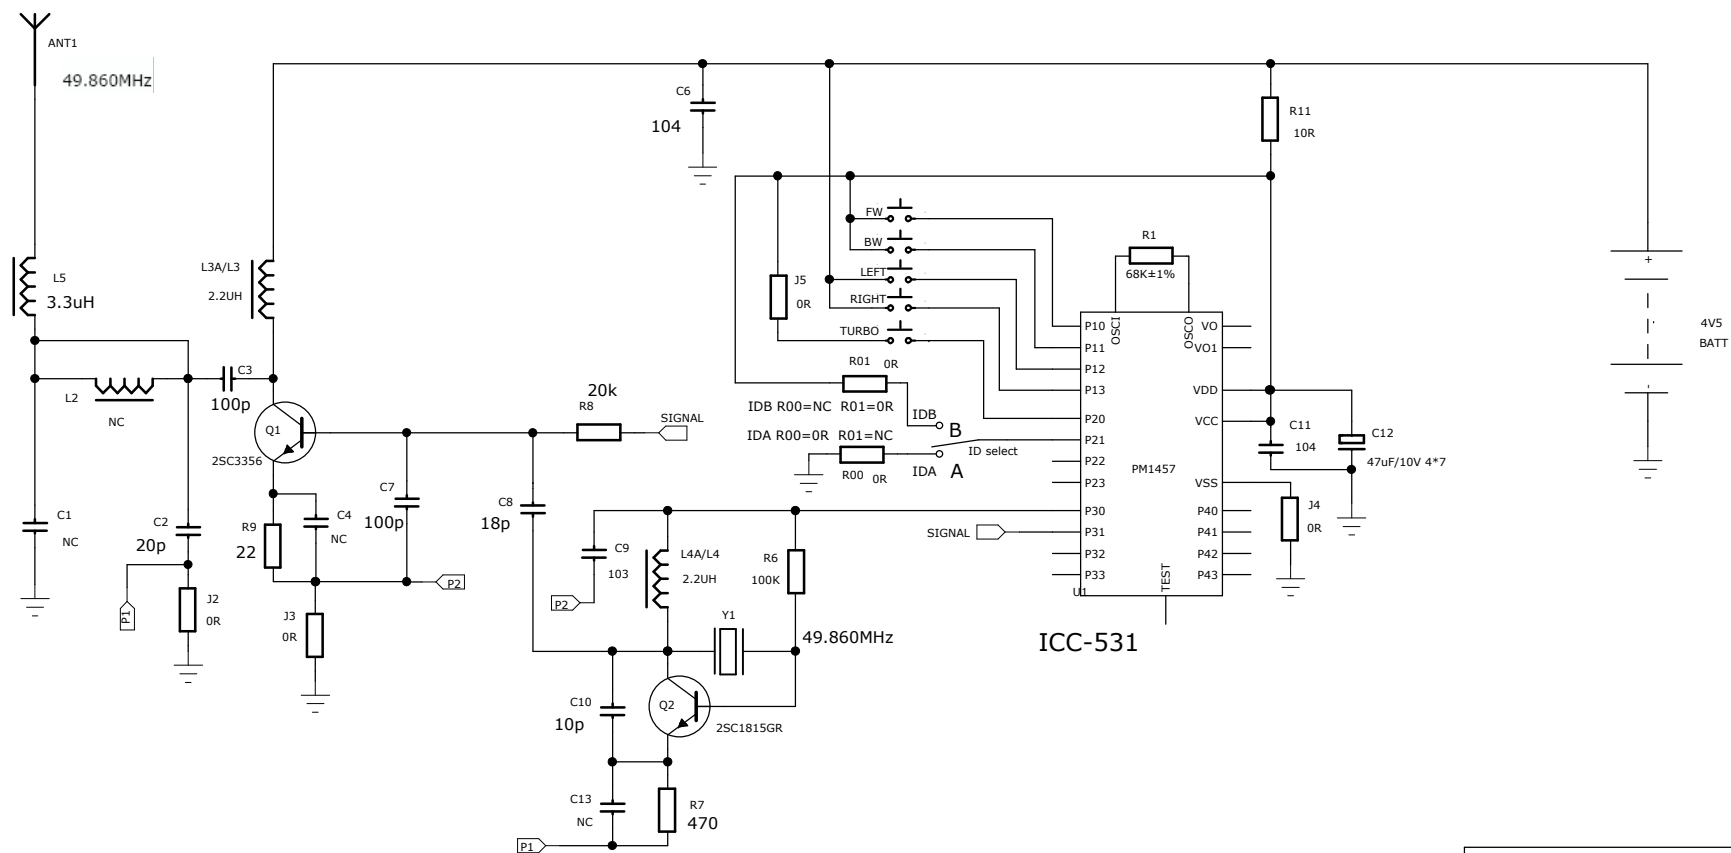 ANT1
49.860MHz
C6
104
R11
10R
L5
3.3uH
L3A/L3
2.2UH
FW
BW
LEFT
RIGHT
TURBO
J5
0R
R1
68K±1%
+
4V5
BATT
OSCI
OSCO
P10
P11
P12
P13
P20
P21
P22
P23
P30
P31
P32
P33
VO
VO1
VDD
VCC
VSS
P40
P41
P42
P43
TEST
PM1457
U1
ICC-531
R01 0R
IDB R00=NC R01=0R
IDA R00=0R R01=NC
R00 0R
IDB
B
ID select
IDA A
C11
104
C12
47uF/10V 4*7
J4
0R
L2
NC
C3
100p
Q1
2SC3356
20k
R8
SIGNAL
C7
100p
C8
18p
C1
NC
C2
20p
R9
22
C4
NC
P2
P1
J2
0R
J3
0R
C9
103
P2
L4A/L4
2.2UH
R6
100K
SIGNAL
Y1
49.860MHz
C10
10p
Q2
2SC1815GR
C13
NC
R7
470
P1